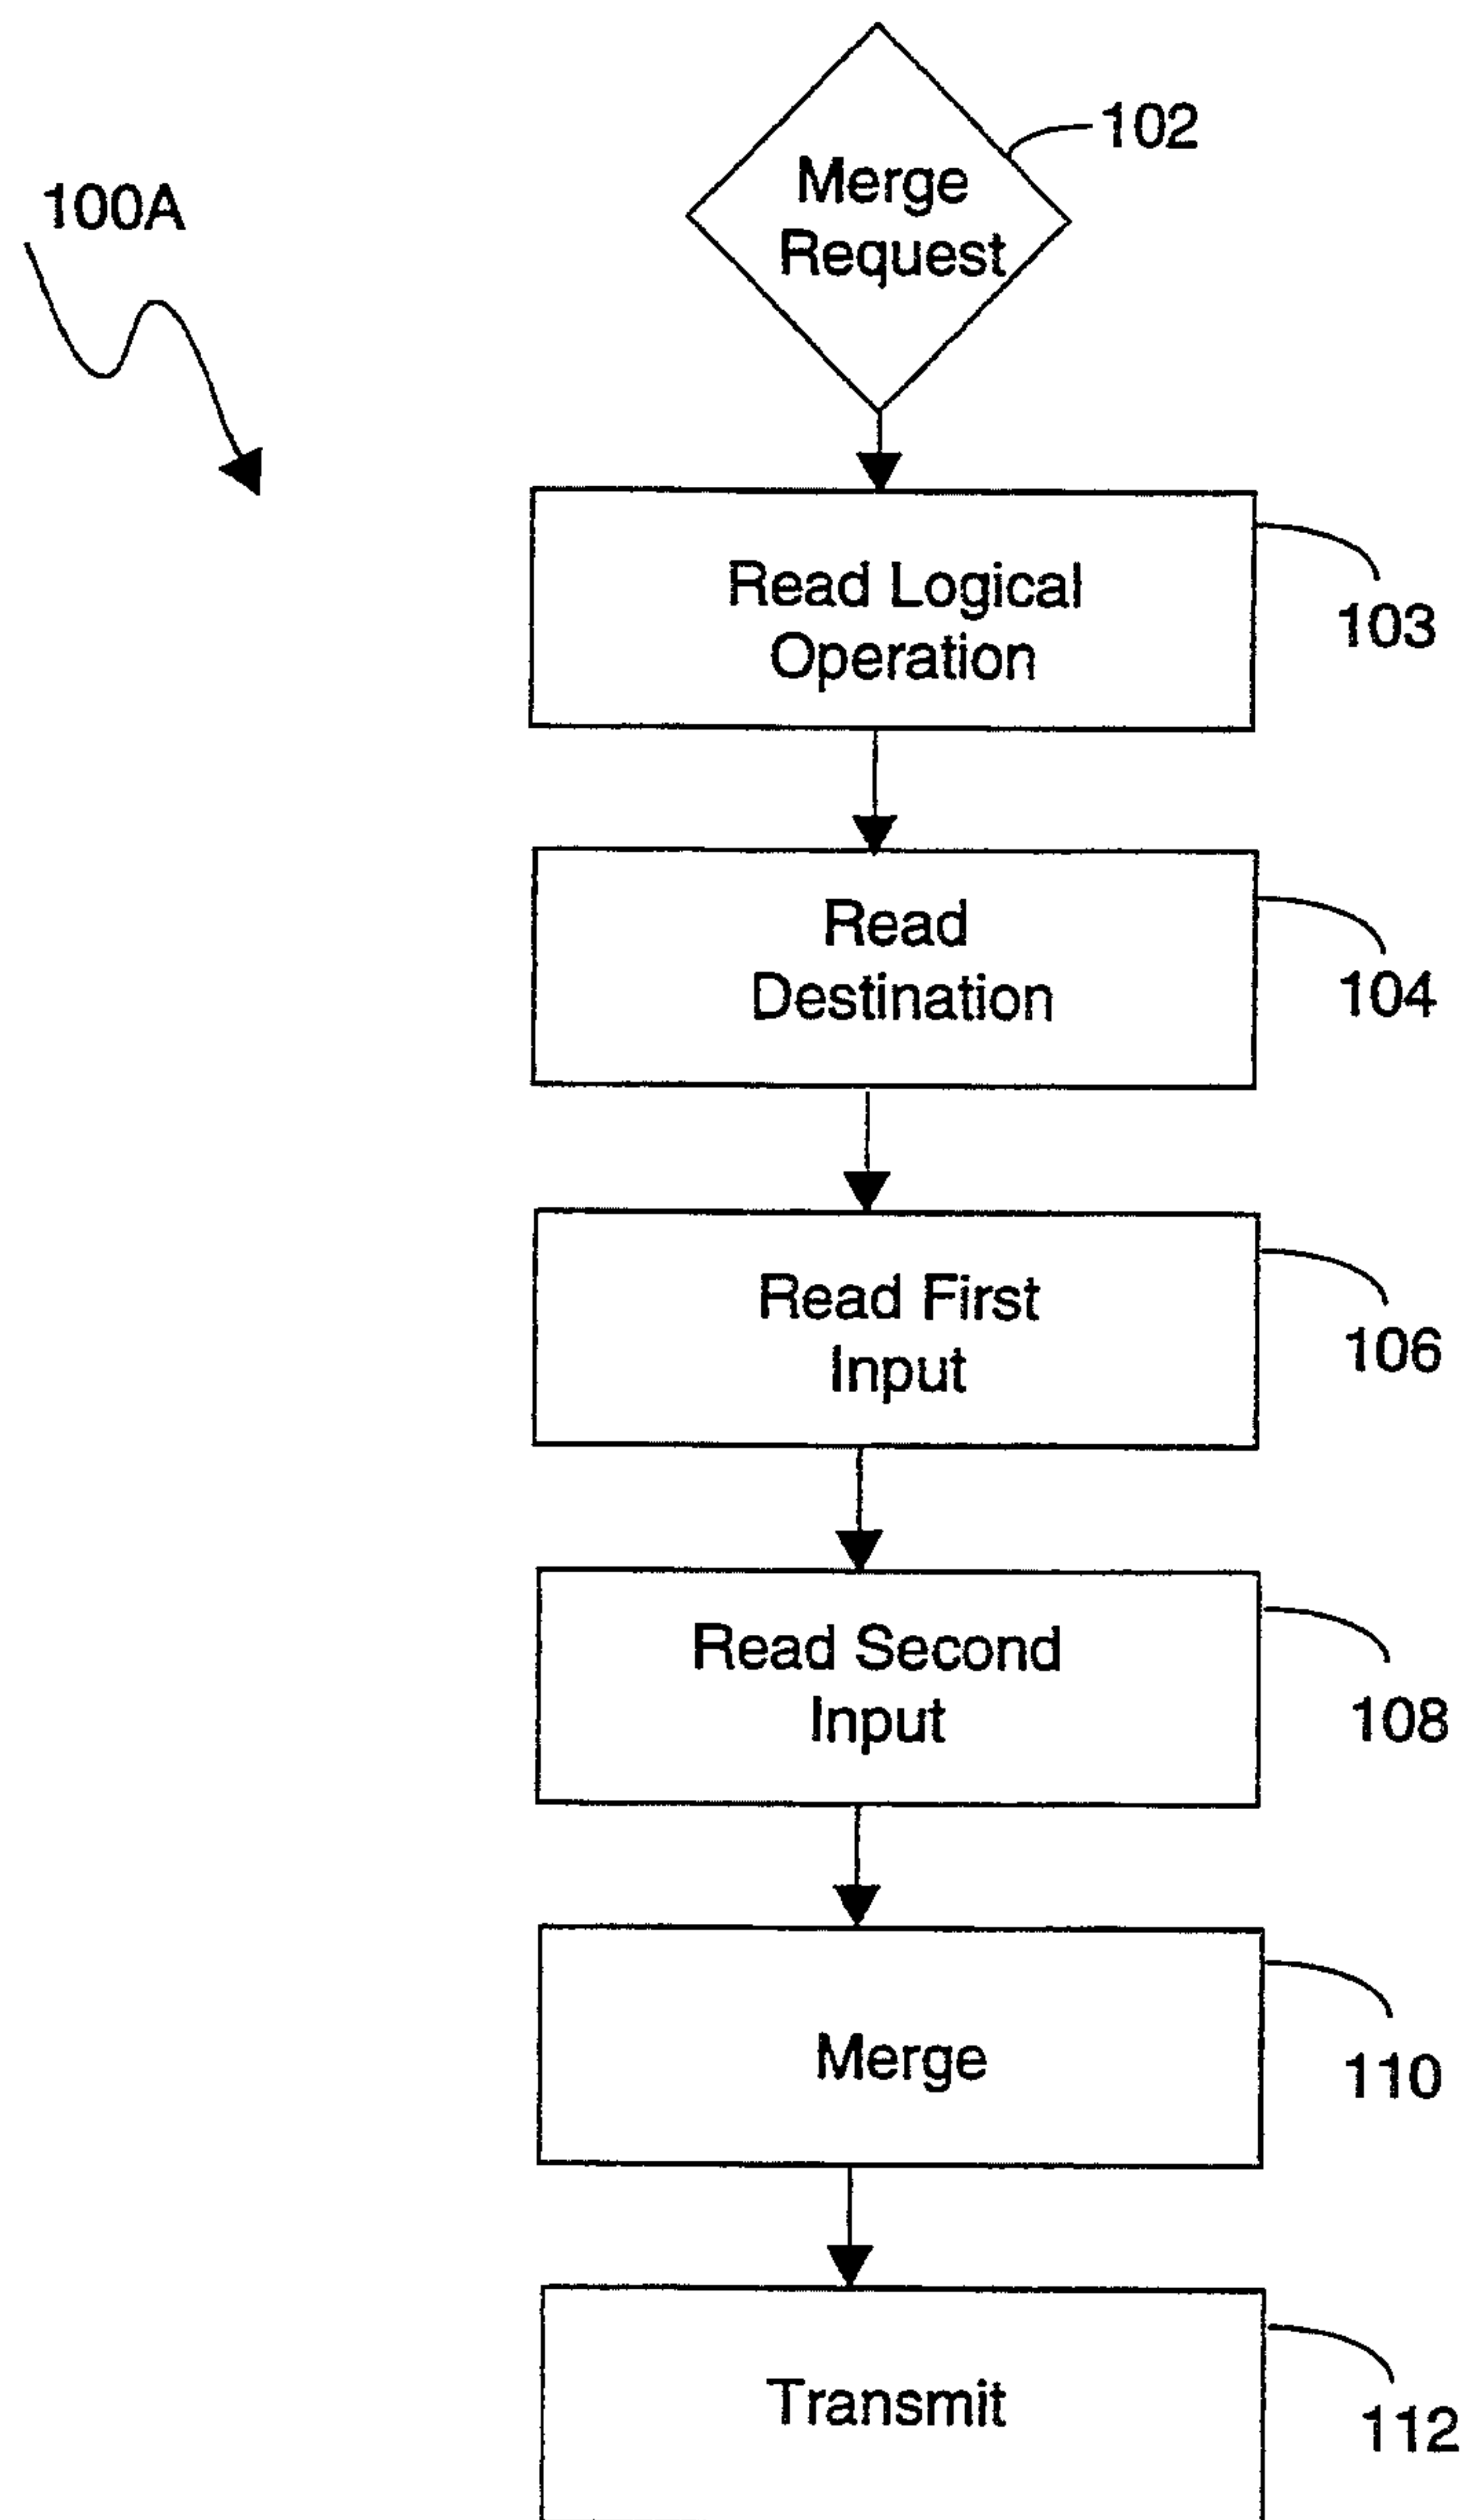 102
Merge
Request
100A
Read Logical
Operation
103
Read
Destination
104
Read First
Input
106
Read Second
Input
108
Merge
110
Transmit
112